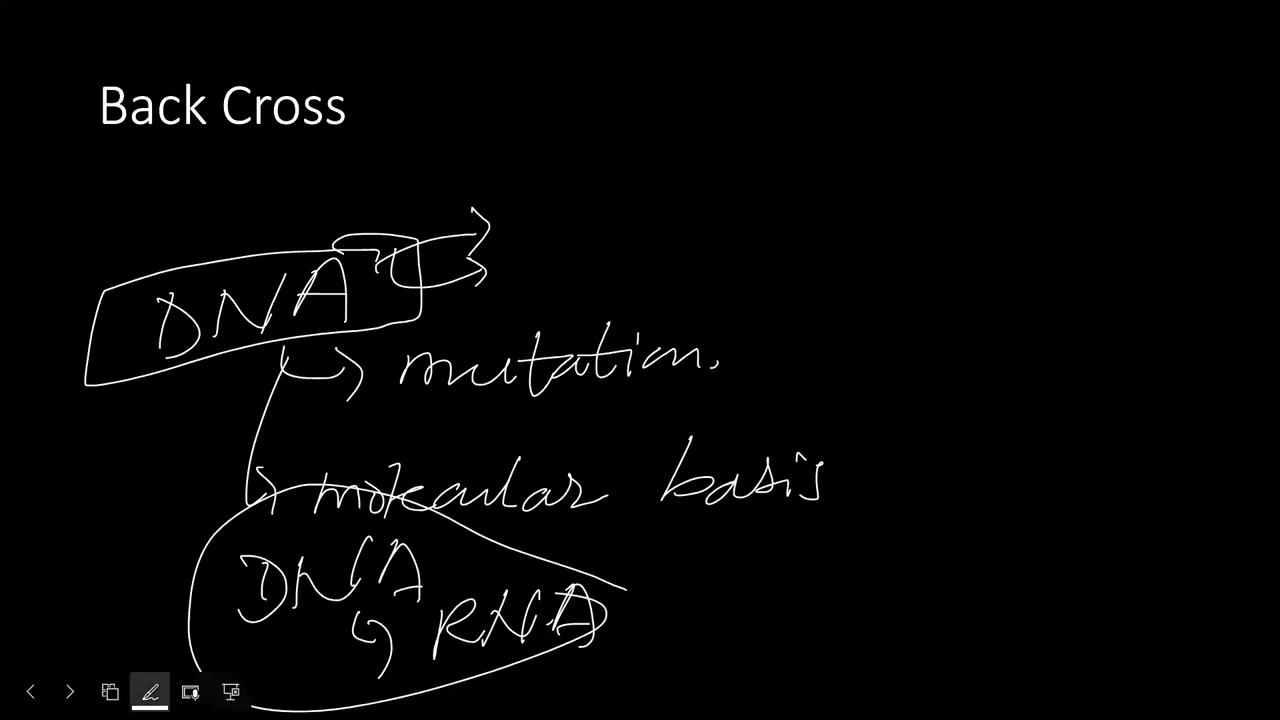 Back Cross
DNA
mutation.
molecular basis
DNA
RNA